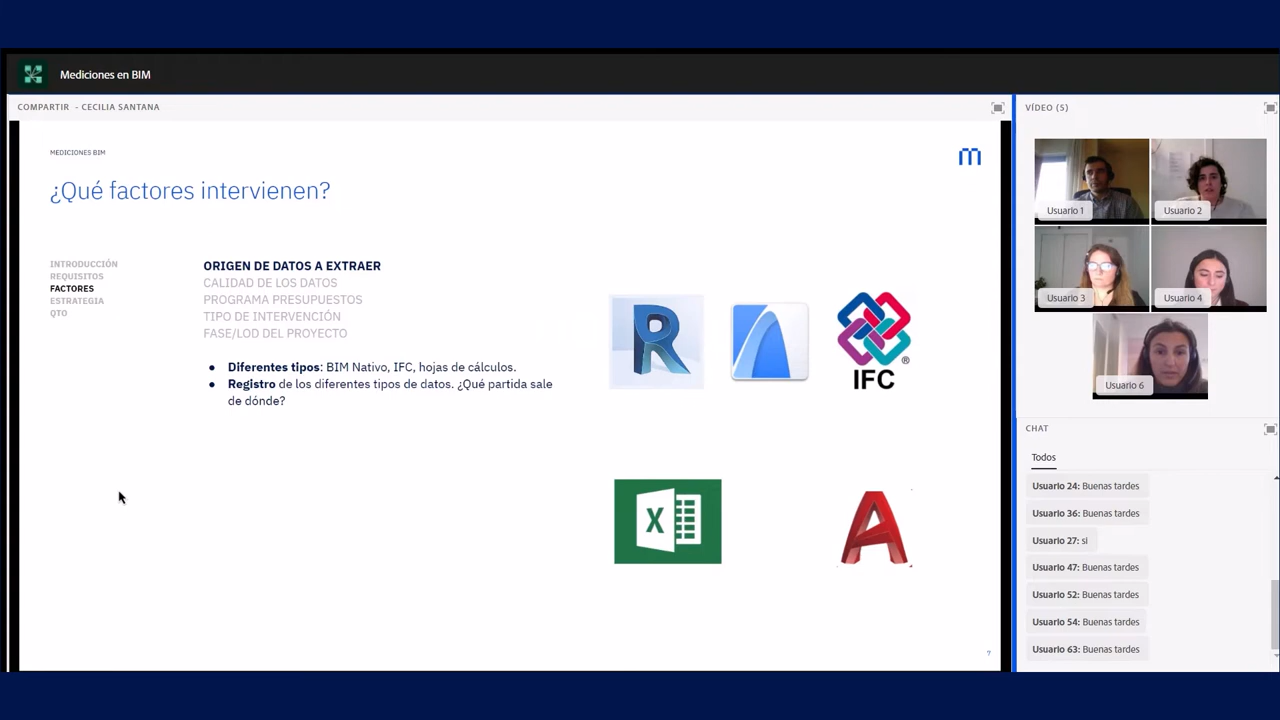 Mediciones en BIM
COMPARTIR - CECILIA SANTANA
MEDICIONES BIM
m
¿Qué factores intervienen?
INTRODUCCIÓN
REQUISITOS
FACTORES
ESTRATEGIA
QTO
ORIGEN DE DATOS A EXTRAER
CALIDAD DE LOS DATOS
PROGRAMA PRESUPUESTOS
TIPO DE INTERVENCIÓN
FASE/LOD DEL PROYECTO
• Diferentes tipos: BIM Nativo, IFC, hojas de cálculos.
• Registro de los diferentes tipos de datos. ¿Qué partida sale
de dónde?
R
IFC
®
X
A
7
VÍDEO (5)
Usuario 1
Usuario 2
Usuario 3
Usuario 4
Usuario 6
CHAT
Todos
Usuario 24: Buenas tardes
Usuario 36: Buenas tardes
Usuario 27: si
Usuario 47: Buenas tardes
Usuario 52: Buenas tardes
Usuario 54: Buenas tardes
Usuario 63: Buenas tardes